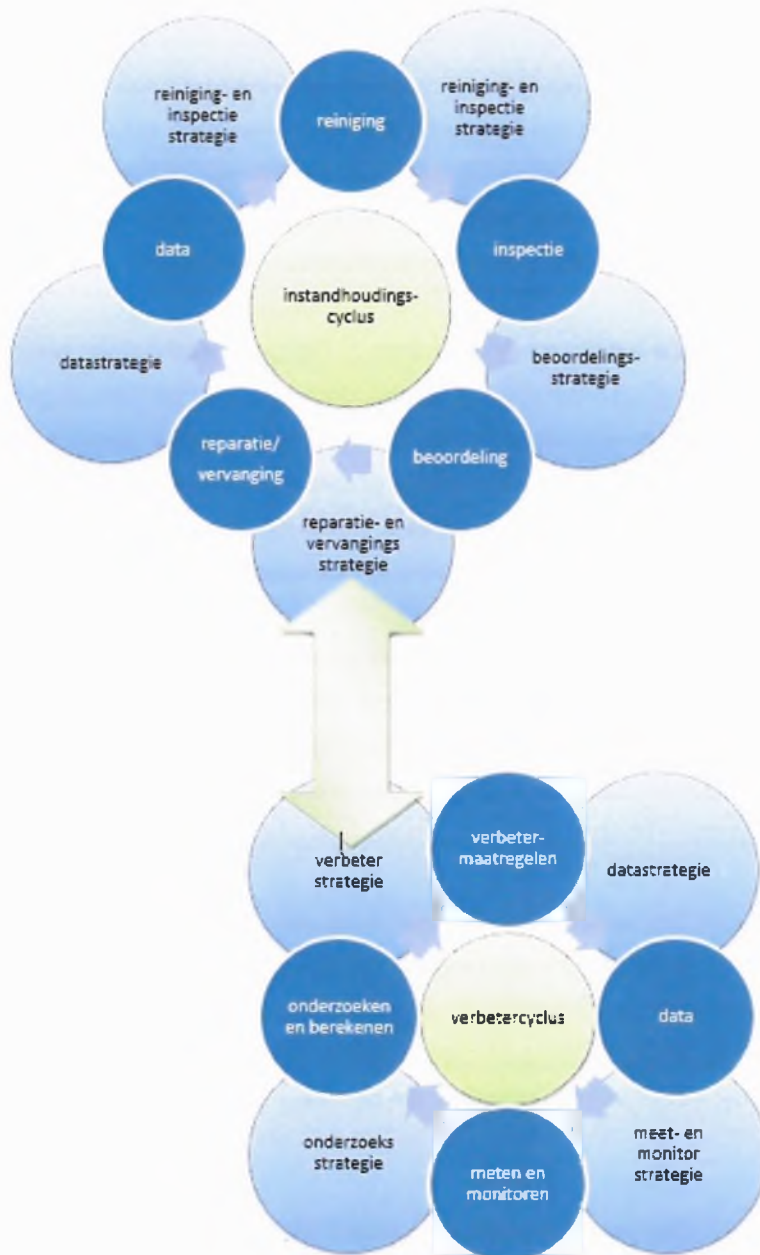 reiniging- en
inspectie
strategie
reiniging
reiniging- en
inspectie
strategie
data
inspectie
instandhoudings-
cyclus
datastrategie
beoordelings-
strategie
reparatie/
vervanging
beoordeling
reparatie- en
vervangings
strategie
verbeter
strategie
verbeter-
maatregelen
datastrategie
onderzoeken
en berekenen
verbetercyclus
data
onderzoeks
strategie
meten en
monitoren
meet- en
monitor
strategie